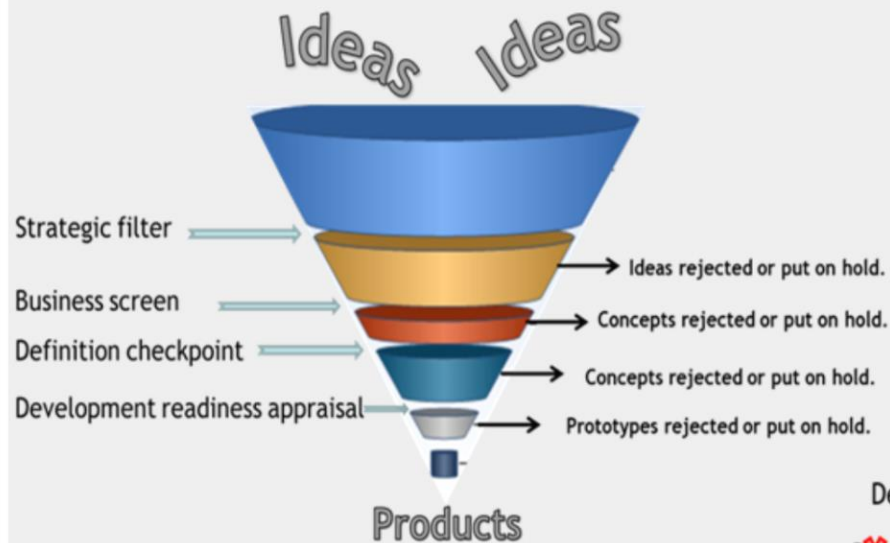 Ideas Ideas
Strategic filter
Ideas rejected or put on hold.
Business screen
Concepts rejected or put on hold.
Definition checkpoint
Concepts rejected or put on hold.
Development readiness appraisal
Prototypes rejected or put on hold.
Products